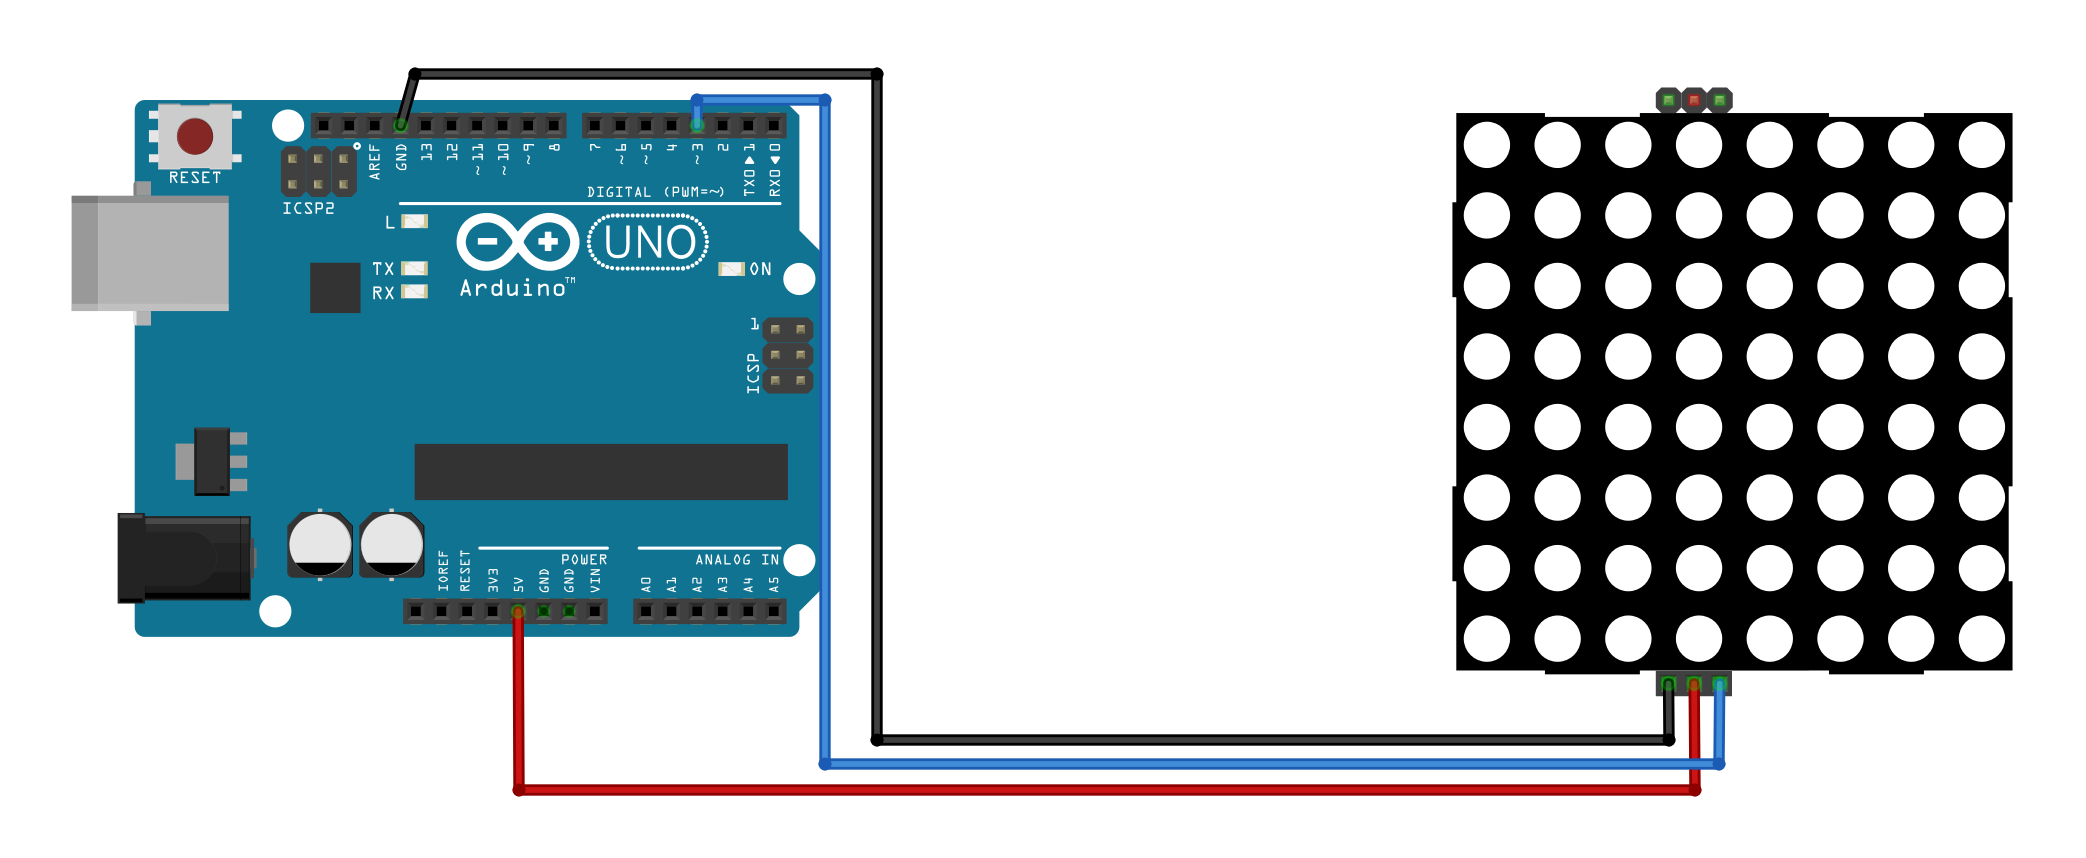 RESET
ICSP2
AREF
GND
13
12
~11
~10
~9
8
7
~6
~5
4
~3
2
TX0▶1
RX0◀0
DIGITAL (PWM=~)
L
TX
RX
UNO
Arduino™
ON
1
ICSP
POWER
ANALOG IN
IOREF
RESET
3V3
5V
GND
GND
VIN
A0
A1
A2
A3
A4
A5